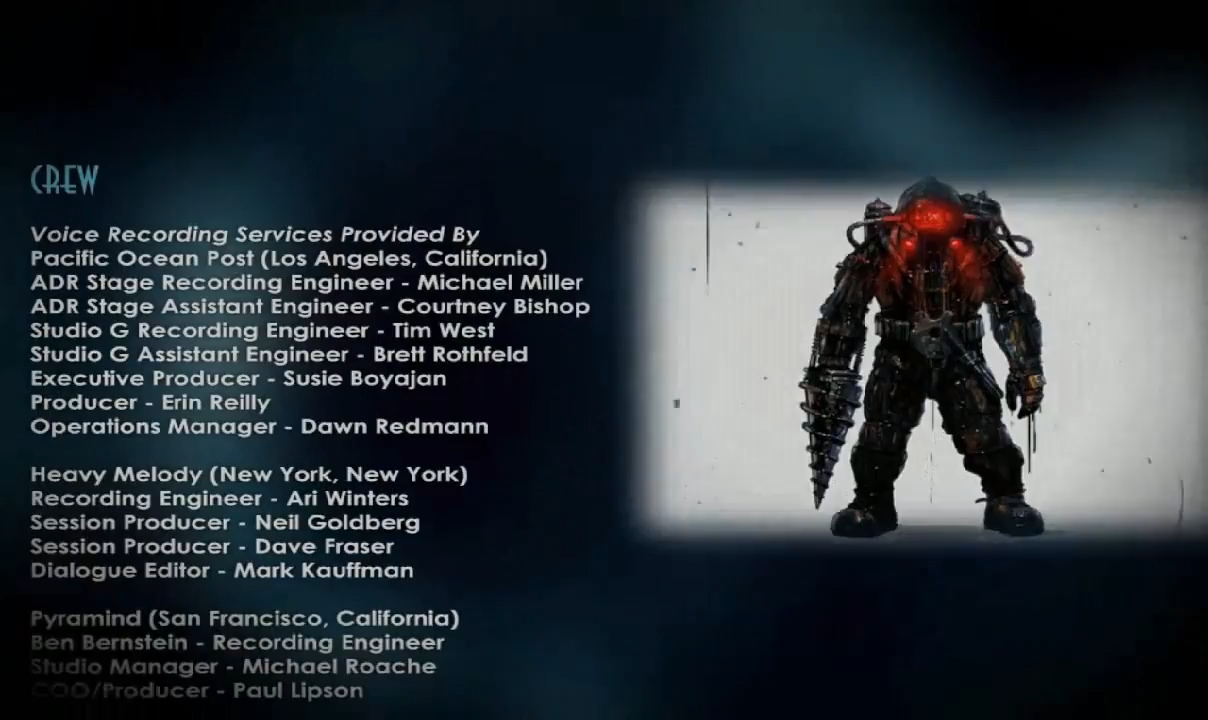 CREW
Voice Recording Services Provided By
Pacific Ocean Post (Los Angeles, California)
ADR Stage Recording Engineer - Michael Miller
ADR Stage Assistant Engineer - Courtney Bishop
Studio G Recording Engineer - Tim West
Studio G Assistant Engineer - Brett Rothfeld
Executive Producer - Susie Boyajan
Producer - Erin Reilly
Operations Manager - Dawn Redmann
Heavy Melody (New York, New York)
Recording Engineer - Ari Winters
Session Producer - Neil Goldberg
Session Producer - Dave Fraser
Dialogue Editor - Mark Kauffman
Pyramind (San Francisco, California)
Ben Bernstein - Recording Engineer
Studio Manager - Michael Roache
COO/Producer - Paul Lipson